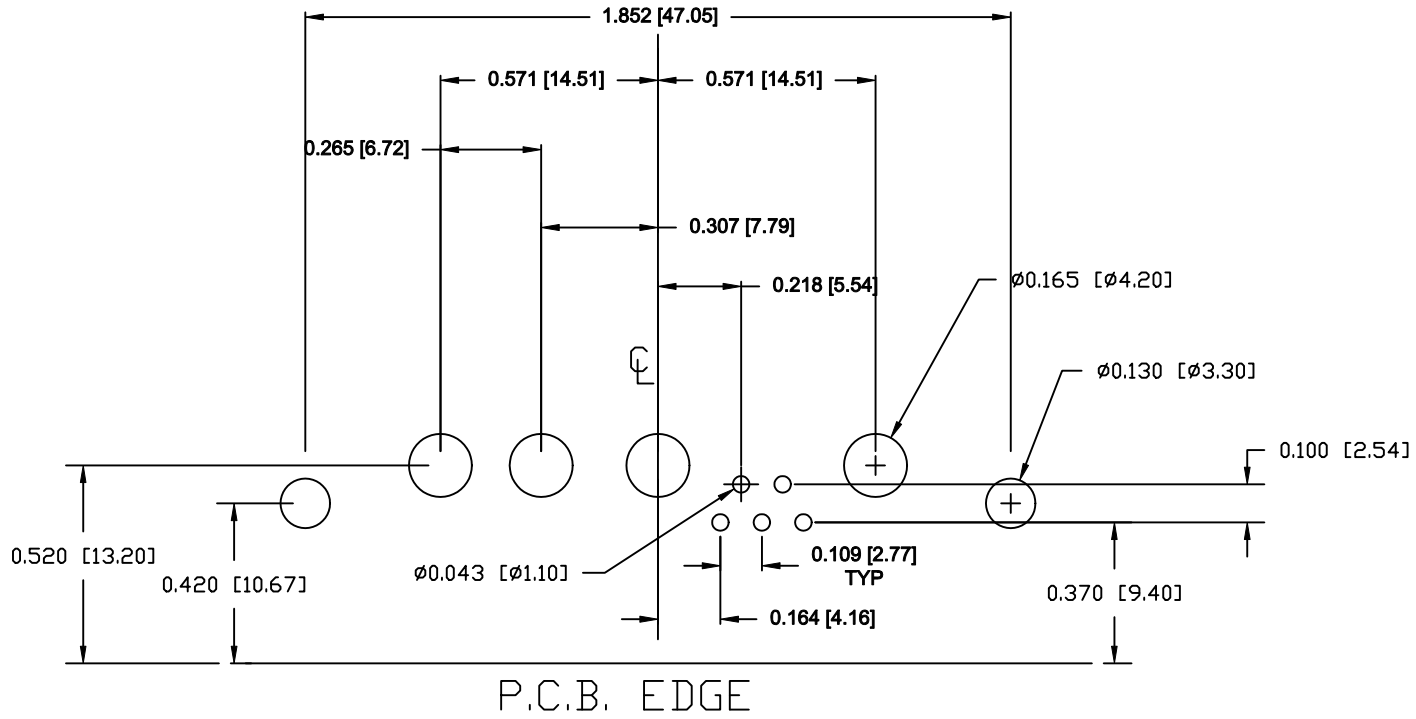 1.852 [47.05]
0.571 [14.51]
0.571 [14.51]
0.265 [6.72]
0.307 [7.79]
0.218 [5.54]
Ø0.165 [Ø4.20]
℄
Ø0.130 [Ø3.30]
0.100 [2.54]
0.520 [13.20]
0.420 [10.67]
Ø0.043 [Ø1.10]
0.109 [2.77]
TYP
0.370 [9.40]
0.164 [4.16]
P.C.B. EDGE